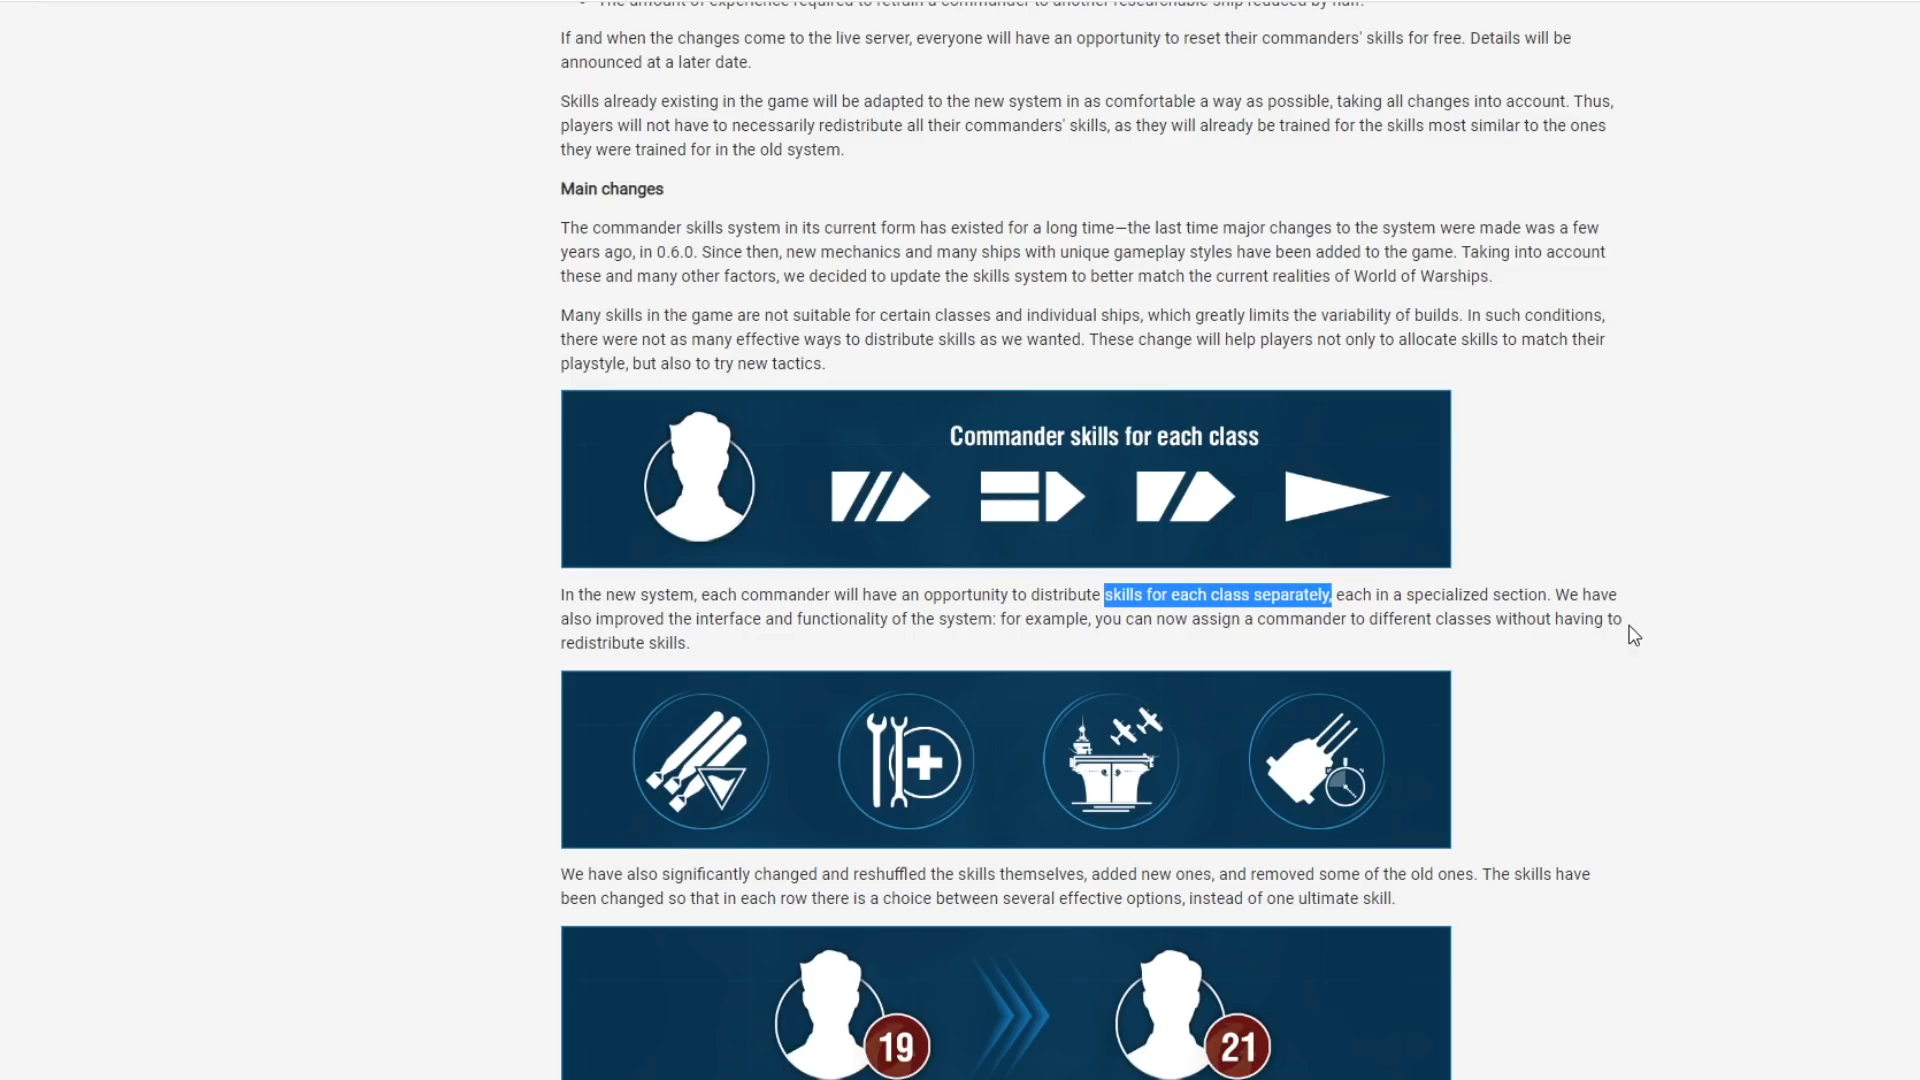 The amount of experience required to retrain a commander to another researchable ship reduced by half.
If and when the changes come to the live server, everyone will have an opportunity to reset their commanders' skills for free. Details will be
announced at a later date.
Skills already existing in the game will be adapted to the new system in as comfortable a way as possible, taking all changes into account. Thus,
players will not have to necessarily redistribute all their commanders' skills, as they will already be trained for the skills most similar to the ones
they were trained for in the old system.
Main changes
The commander skills system in its current form has existed for a long time—the last time major changes to the system were made was a few
years ago, in 0.6.0. Since then, new mechanics and many ships with unique gameplay styles have been added to the game. Taking into account
these and many other factors, we decided to update the skills system to better match the current realities of World of Warships.
Many skills in the game are not suitable for certain classes and individual ships, which greatly limits the variability of builds. In such conditions,
there were not as many effective ways to distribute skills as we wanted. These change will help players not only to allocate skills to match their
playstyle, but also to try new tactics.
Commander skills for each class
In the new system, each commander will have an opportunity to distribute skills for each class separately, each in a specialized section. We have
also improved the interface and functionality of the system: for example, you can now assign a commander to different classes without having to
redistribute skills.
We have also significantly changed and reshuffled the skills themselves, added new ones, and removed some of the old ones. The skills have
been changed so that in each row there is a choice between several effective options, instead of one ultimate skill.
19
21